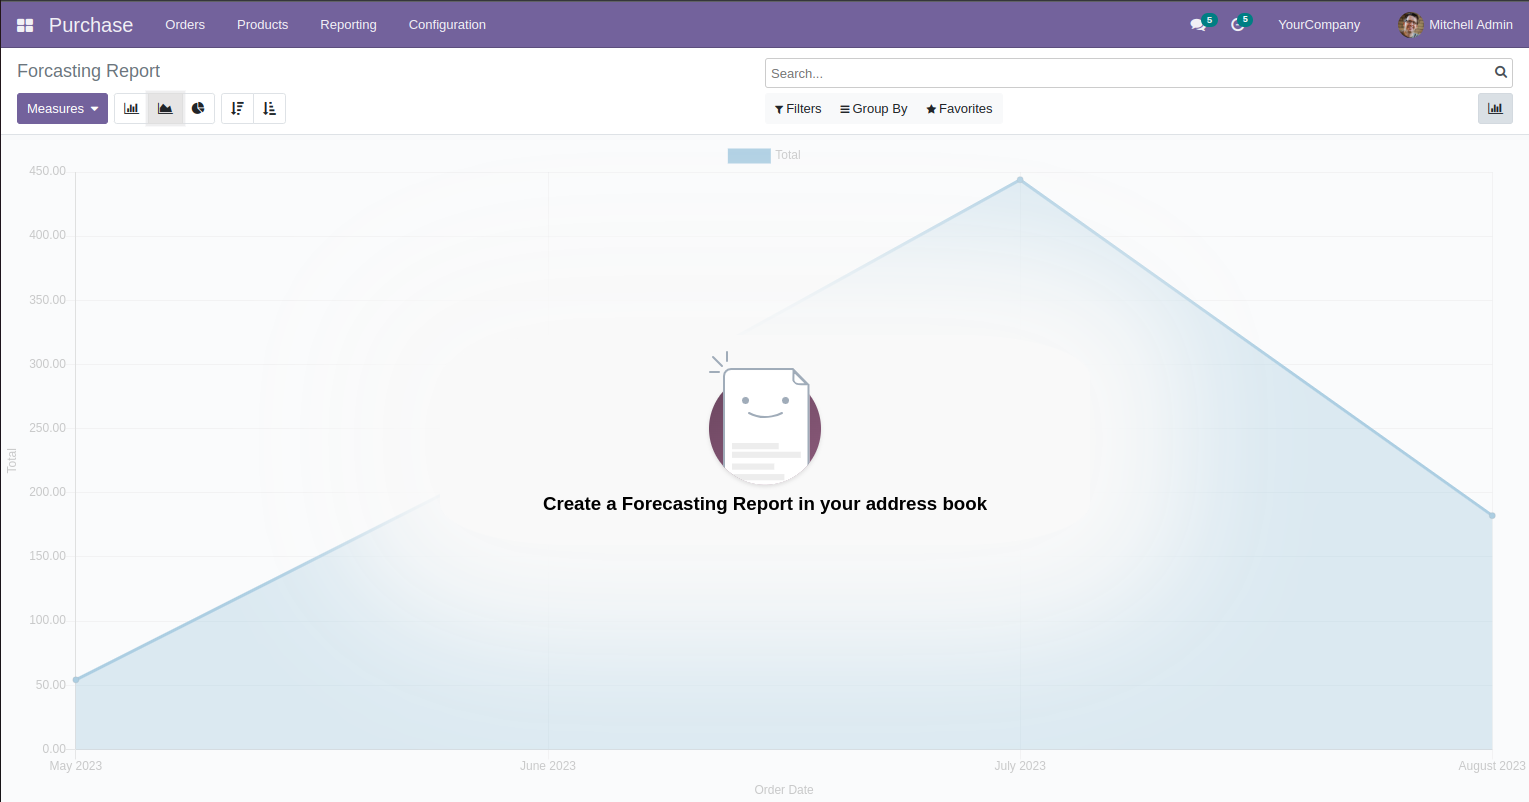 Purchase Orders Products Reporting Configuration 5 5 YourCompany Mitchell Admin
Forcasting Report
Search...
Measures
Filters Group By Favorites
Total
450.00
400.00
350.00
300.00
250.00
200.00
150.00
100.00
50.00
0.00
Total
Create a Forecasting Report in your address book
May 2023 June 2023 July 2023 August 2023
Order Date